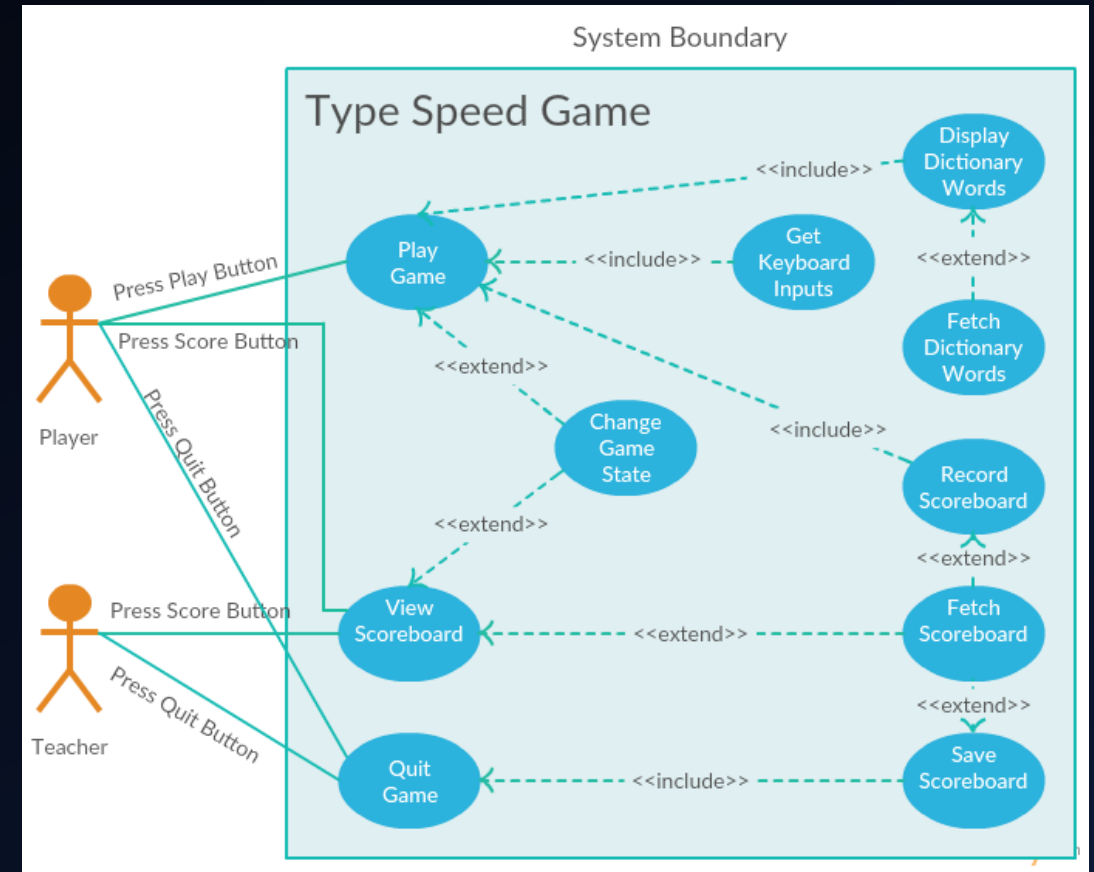 System Boundary
Type Speed Game
Display
Dictionary
Words
<<include>>
Play
Game
Get
Keyboard
Inputs
<<include>>
<<extend>>
Press Play Button
Fetch
Dictionary
Words
Press Score Button
<<extend>>
Player
Press Quit Button
Change
Game
State
<<include>>
Record
Scoreboard
<<extend>>
<<extend>>
Press Score Button
View
Scoreboard
<<extend>>
Fetch
Scoreboard
Press Quit Button
<<extend>>
Teacher
Quit
Game
<<include>>
Save
Scoreboard